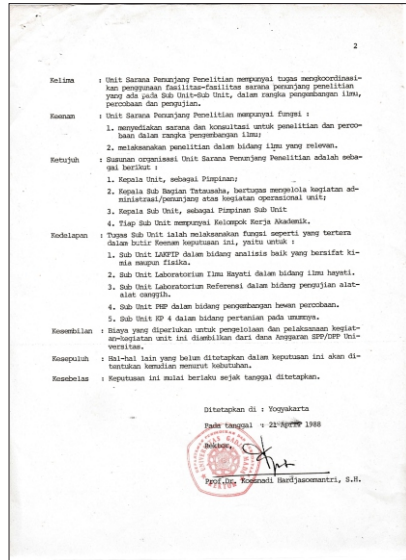 2
Kelima : Unit Sarana Penunjang Penelitian mempunyai tugas mengkoordinasi-
kan penggunaan fasilitas-fasilitas sarana penunjang penelitian
yang ada pada Sub Unit-Sub Unit, dalam rangka pengembangan ilmu,
percobaan dan pengujian.
Keenam : Unit Sarana Penunjang Penelitian mempunyai fungsi :
1. menyediakan sarana dan konsultasi untuk penelitian dan perco-
baan dalam rangka pengembangan ilmu;
2. melaksanakan penelitian dalam bidang ilmu yang relevan.
Ketujuh : Susunan organisasi Unit Sarana Penunjang Penelitian adalah seba-
gai berikut :
1. Kepala Unit, sebagai Pimpinan;
2. Kepala Sub Bagian Tatausaha, bertugas mengelola kegiatan ad-
ministrasi/penunjang atas kegiatan operasional unit;
3. Kepala Sub Unit, sebagai Pimpinan Sub Unit
4. Tiap Sub Unit mempunyai Kelompok Kerja Akademik.
Kedelapan : Tugas Sub Unit ialah melaksanakan fungsi seperti yang tertera
dalam butir Keenam keputusaan ini, yaitu untuk :
1. Sub Unit LAKFIP dalam bidang analisis baik yang bersifat ki-
mia maupun fisika.
2. Sub Unit Laboratorium Ilmu Hayati dalam bidang ilmu hayati.
3. Sub Unit Laboratorium Referensi dalam bidang pengujian alat-
alat canggih.
4. Sub Unit PHP dalam bidang pengembangan hewan percobaan.
5. Sub Unit KP 4 dalam bidang pertanian pada umumnya.
Kesembilan : Biaya yang diperlukan untuk pengelolaan dan pelaksanaan kegiat-
an-kegiatan unit ini diambilkan dari dana Anggaran SPP/DPP Uni-
versitas.
Kesepuluh : Hal-hal lain yang belum ditetapkan dalam keputusan ini akan di-
tentukan kemudian menurut kebutuhan.
Kesebelas : Keputusan ini mulai berlaku sejak tanggal ditetapkan.
Ditetapkan di : Yogyakarta
Pada tanggal : 21 April 1988
Rektor,
UNIVERSITAS GADJAH MADA
REKTOR
Prof.Dr. Koesnadi Hardjasoemantri, S.H.